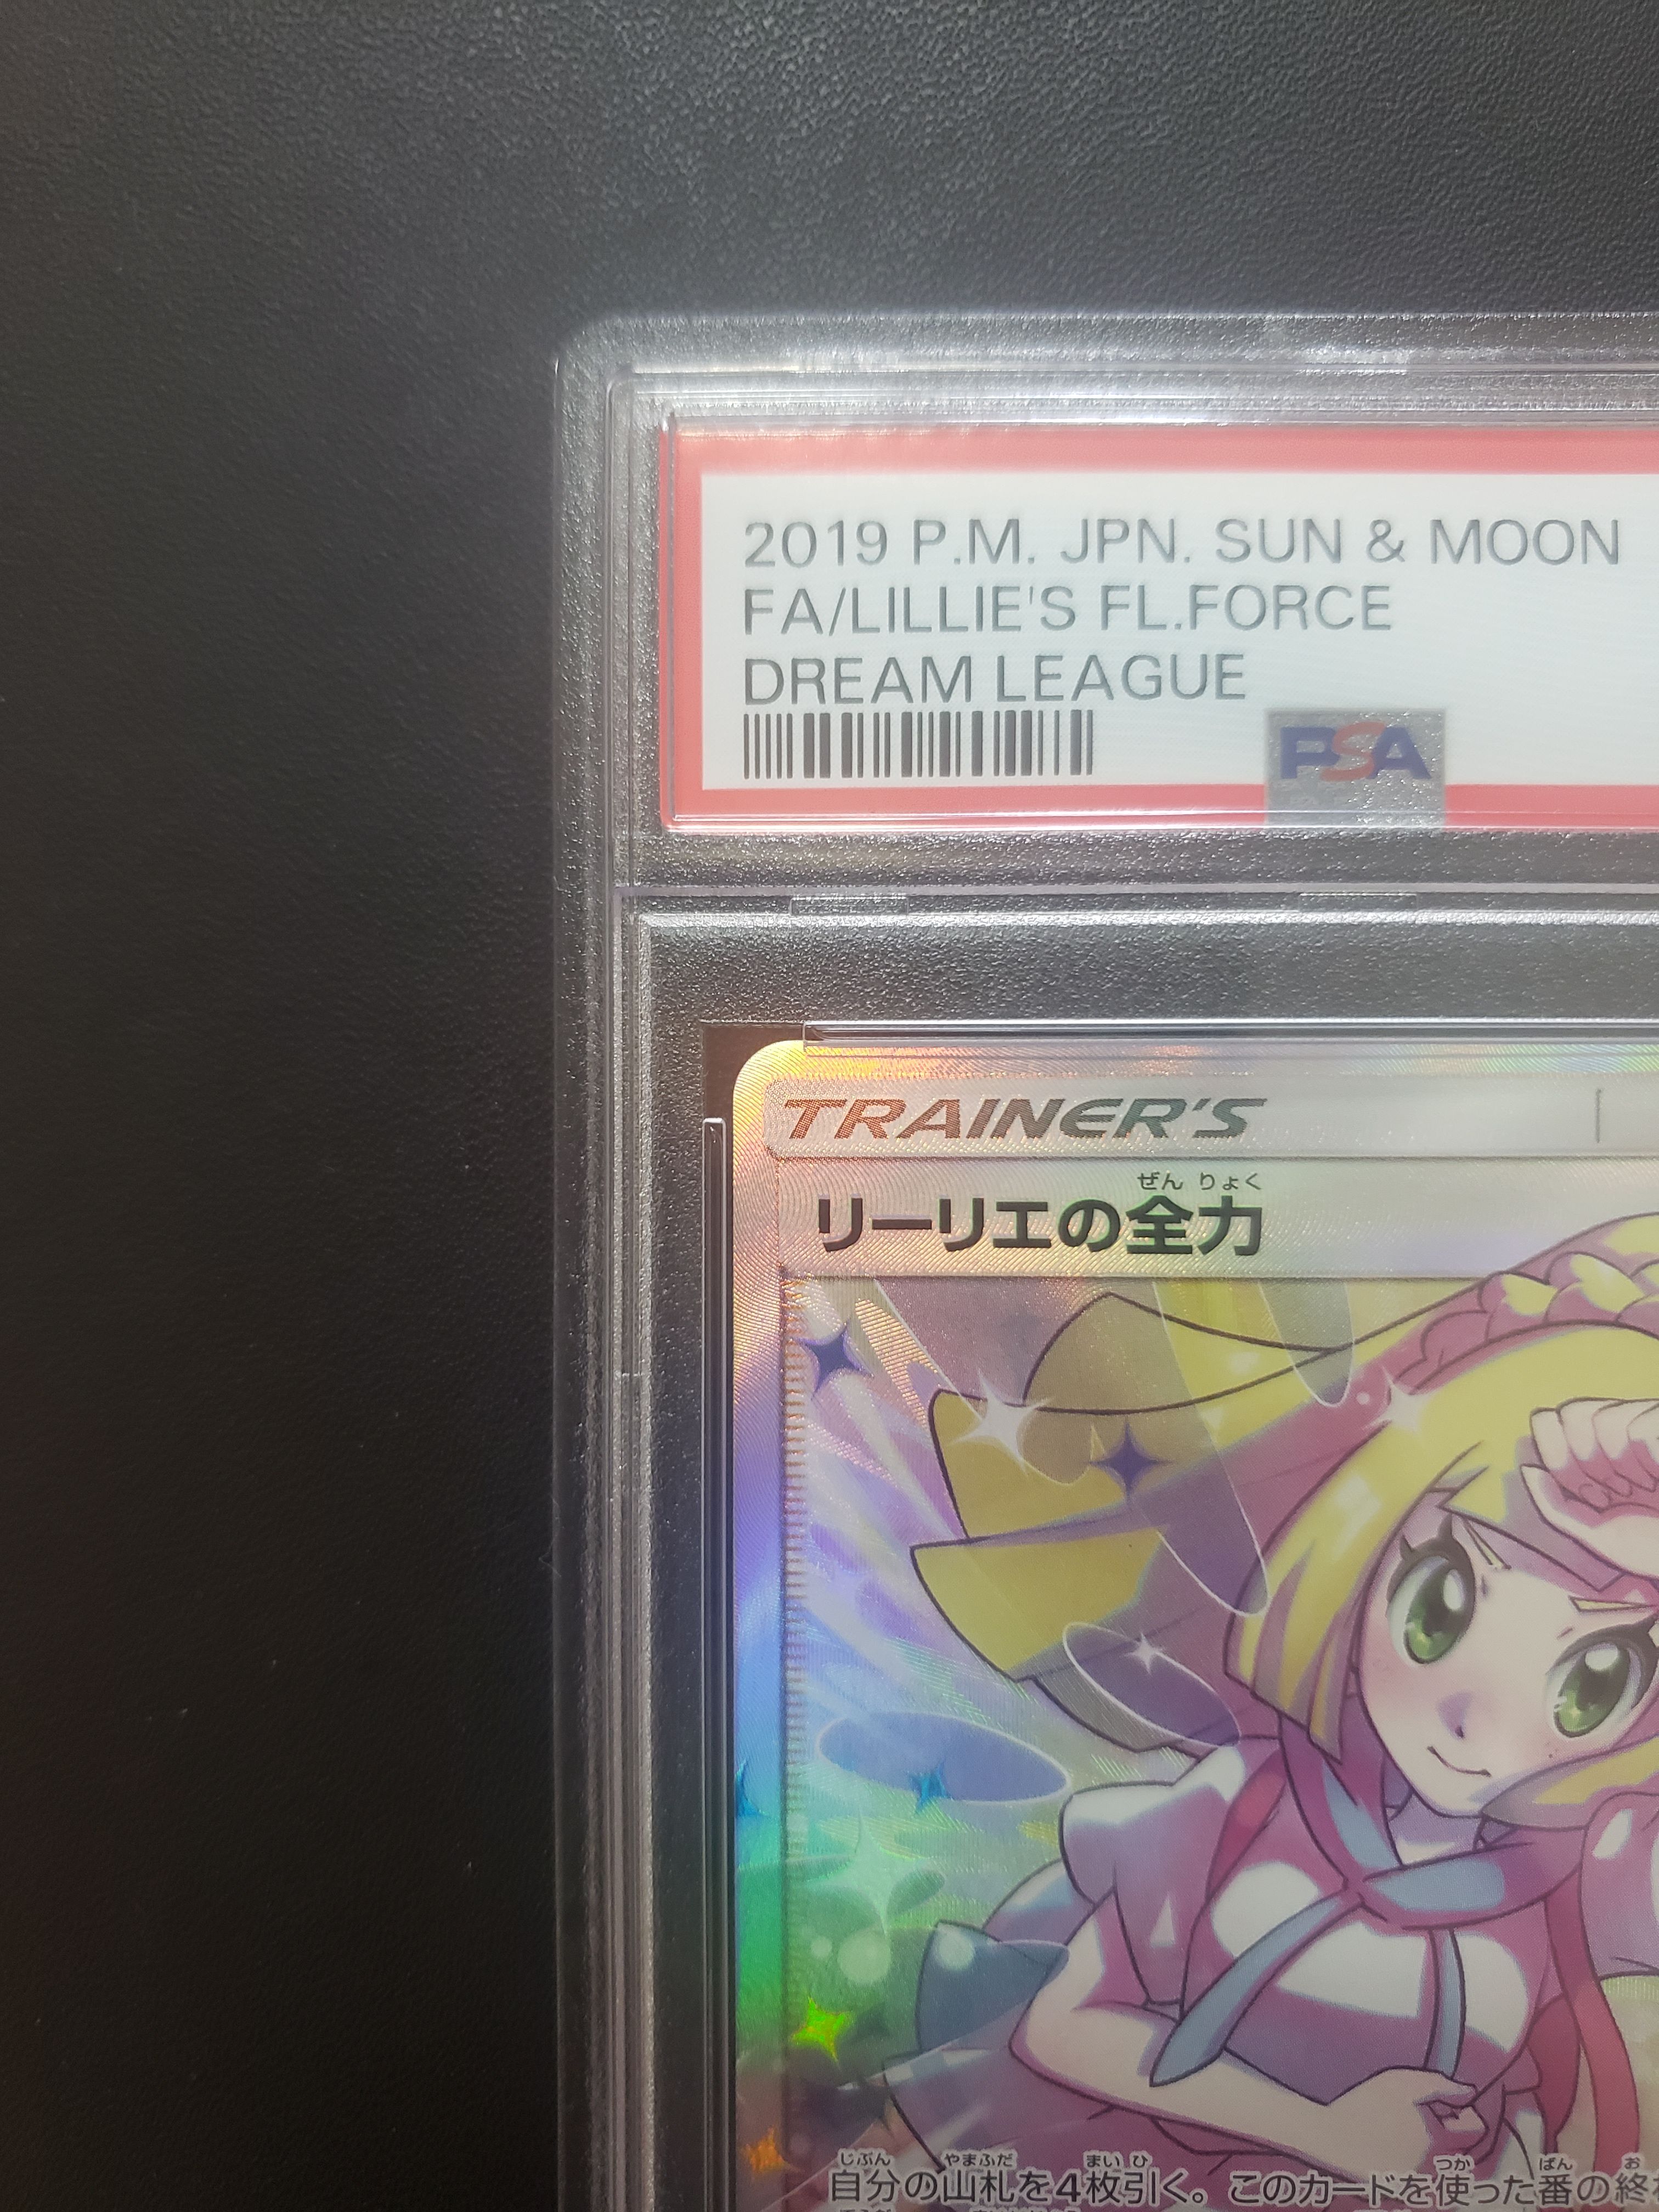 2019 P.M. JPN. SUN & MOON
FA/LILLIE'S FL.FORCE
DREAM LEAGUE
PSA
TRAINER'S
ぜん りょく
リーリエの全力
じぶん やまふだ まい ひ つか ばん お
自分の山札を4枚引く。このカードを使った番の終